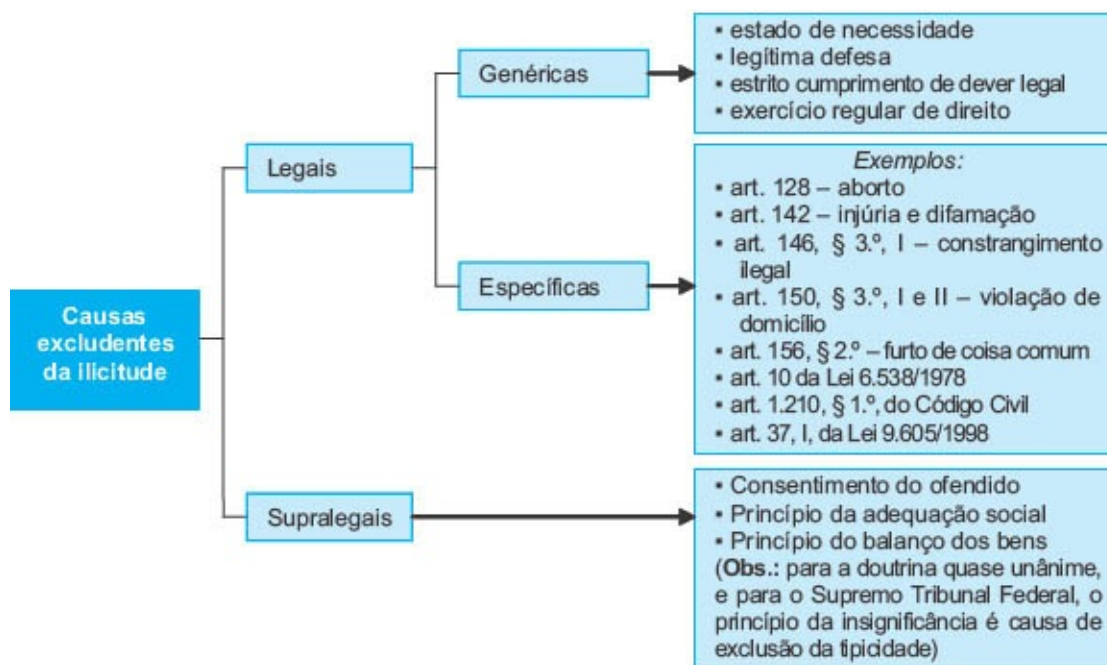 Causas
excludentes
da ilicitude
Legais
Genéricas
▪ estado de necessidade
▪ legítima defesa
▪ estrito cumprimento de dever legal
▪ exercício regular de direito
Específicas
Exemplos:
▪ art. 128 – aborto
▪ art. 142 – injúria e difamação
▪ art. 146, § 3.º, I – constrangimento
ilegal
▪ art. 150, § 3.º, I e II – violação de
domicílio
▪ art. 156, § 2.º – furto de coisa comum
▪ art. 10 da Lei 6.538/1978
▪ art. 1.210, § 1.º, do Código Civil
▪ art. 37, I, da Lei 9.605/1998
Supralegais
▪ Consentimento do ofendido
▪ Princípio da adequação social
▪ Princípio do balanço dos bens
(Obs.: para a doutrina quase unânime,
e para o Supremo Tribunal Federal, o
princípio da insignificância é causa de
exclusão da tipicidade)